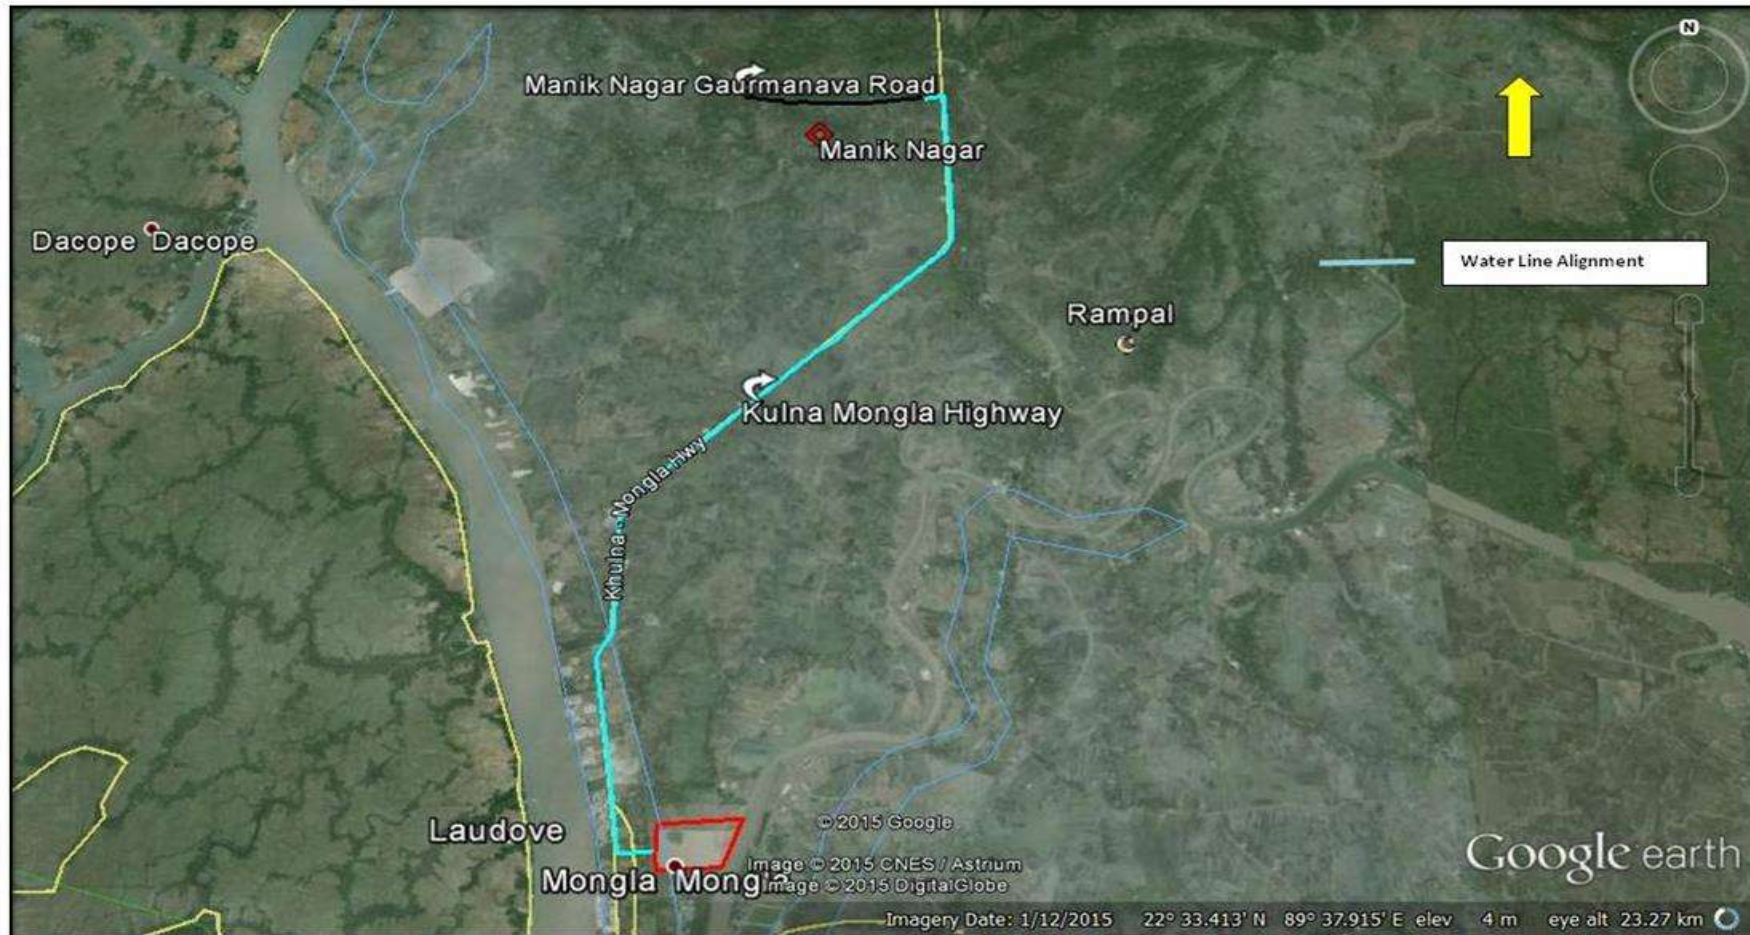 N
Manik Nagar Gaurmanava Road
Manik Nagar
Dacope Dacope
Water Line Alignment
Rampal
Kulna Mongla Highway
Khulna - Mongla Hwy
Laudove
© 2015 Google
Google earth
Image © 2015 CNES / Astrium
Mongla Mongla
Image © 2015 DigitalGlobe
Imagery Date: 1/12/2015 22° 33.413' N 89° 37.915' E elev 4 m eye alt 23.27 km